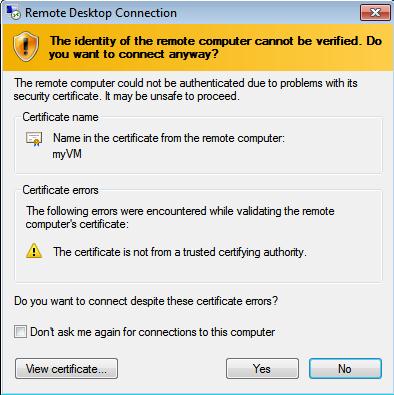 Remote Desktop Connection
The identity of the remote computer cannot be verified. Do
you want to connect anyway?
The remote computer could not be authenticated due to problems with its
security certificate. It may be unsafe to proceed.
Certificate name
Name in the certificate from the remote computer:
myVM
Certificate errors
The following errors were encountered while validating the remote
computer's certificate:
The certificate is not from a trusted certifying authority.
Do you want to connect despite these certificate errors?
Don't ask me again for connections to this computer
View certificate... Yes No